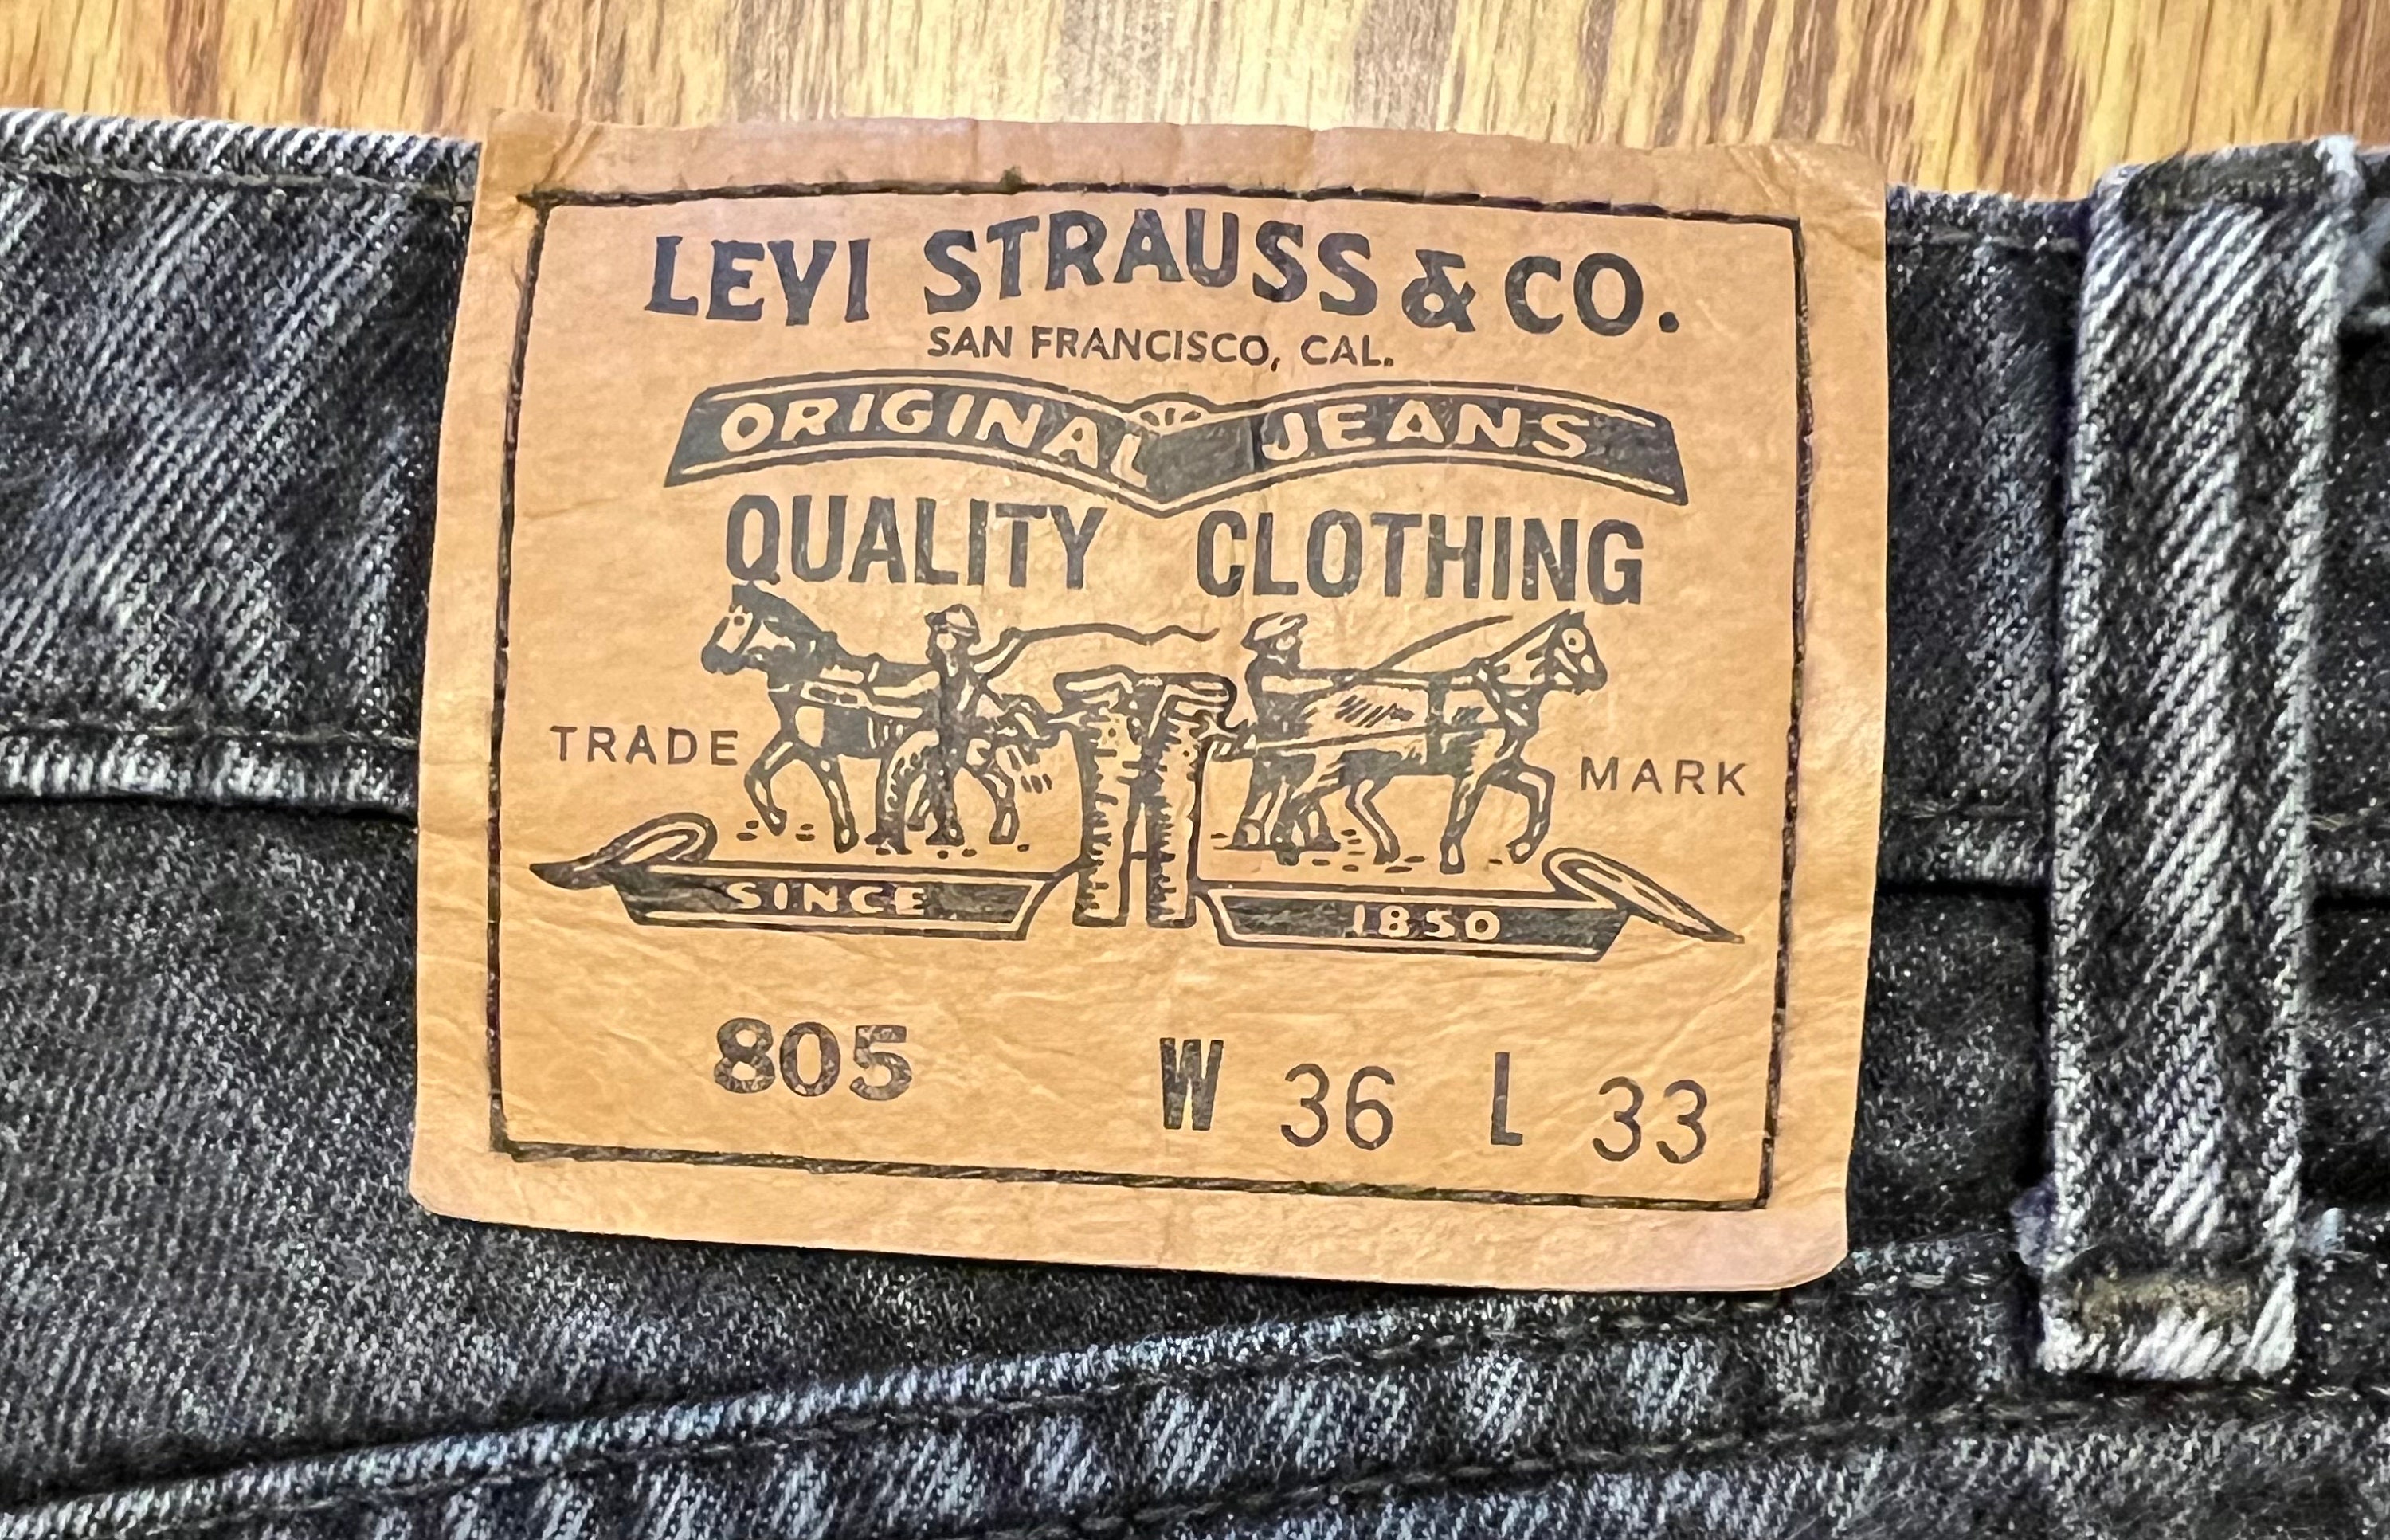 LEVI STRAUSS & CO.
SAN FRANCISCO, CAL.
ORIGINAL JEANS
QUALITY CLOTHING
TRADE MARK
SINCE 1850
805 W 36 L 33